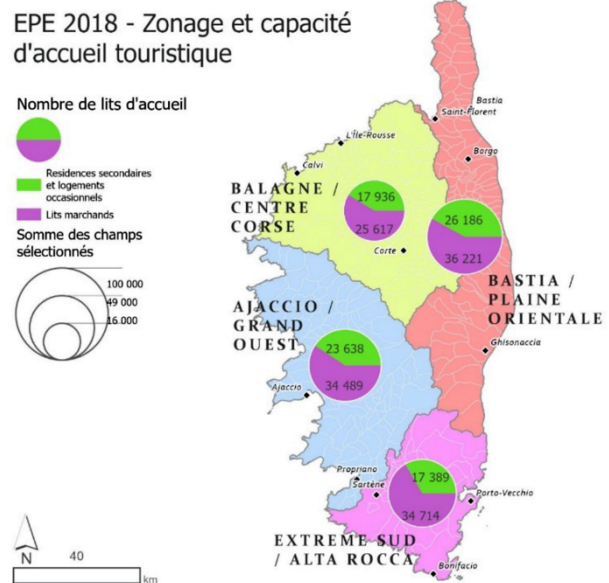 EPE 2018 - Zonage et capacité
d'accueil touristique
Nombre de lits d'accueil
Residences secondaires
et logements
occasionnels
Lits marchands
Somme des champs
sélectionnés
100 000
49 000
16 000
N
40
km
Bastia
Saint-Florent
Borgo
L'Île-Rousse
Calvi
BALAGNE /
CENTRE
CORSE
17 936
25 617
Corte
26 186
36 221
BASTIA /
PLAINE
ORIENTALE
AJACCIO /
GRAND
OUEST
Ghisonaccia
23 638
34 489
Ajaccio
Propriano
Sartène
17 389
34 714
Porto-Vecchio
EXTREME SUD
/ ALTA ROCCA
Bonifacio